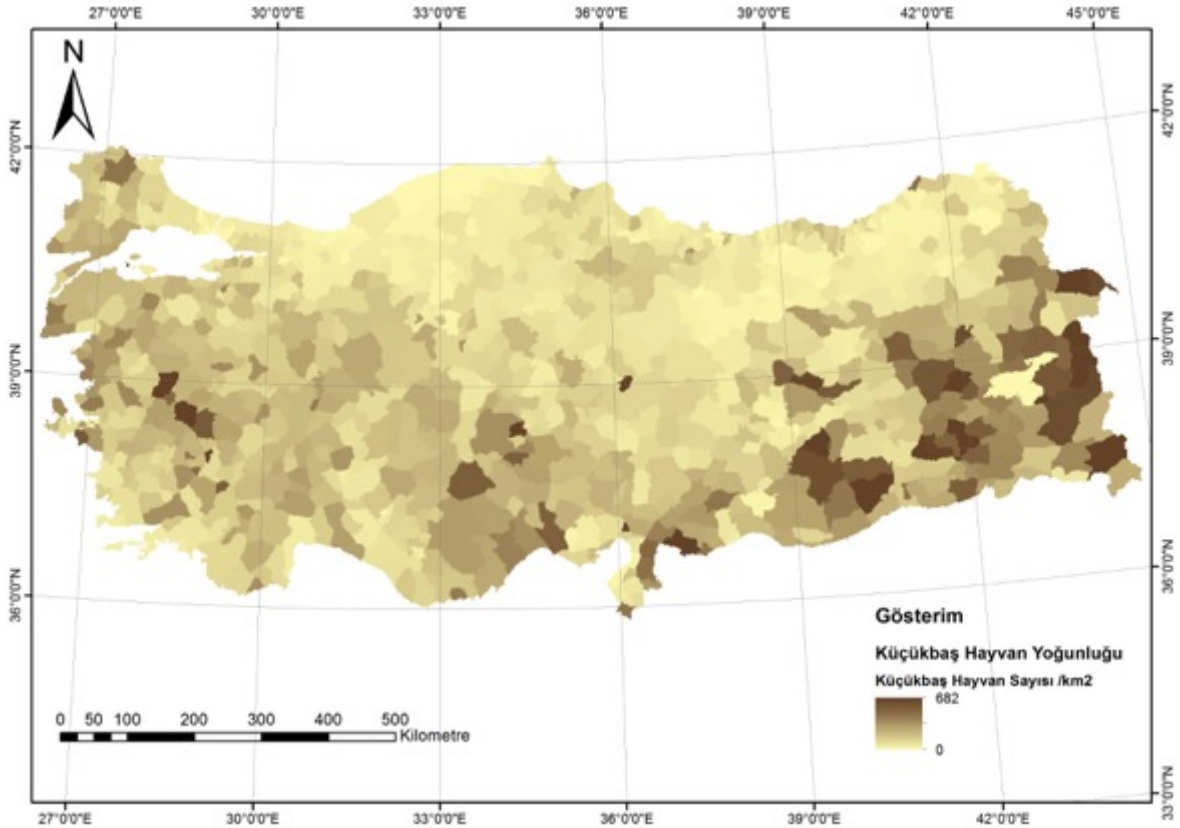 27°0'0"E 30°0'0"E 33°0'0"E 36°0'0"E 39°0'0"E 42°0'0"E 45°0'0"E
N
42°0'0"N
42°0'0"N
39°0'0"N
39°0'0"N
36°0'0"N
36°0'0"N
33°0'0"N
Gösterim
Küçükbaş Hayvan Yoğunluğu
Küçükbaş Hayvan Sayısı /km2
682
0
0 50 100 200 300 400 500
Kilometre
27°0'0"E 30°0'0"E 33°0'0"E 36°0'0"E 39°0'0"E 42°0'0"E